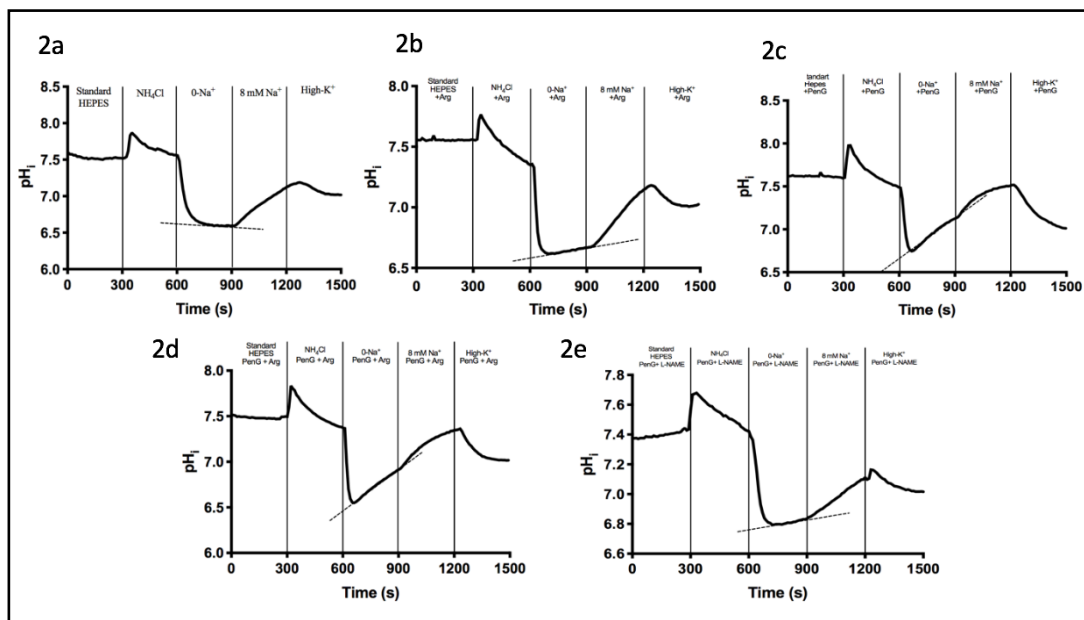 2a
8.5
8.0
7.5
7.0
6.5
6.0
pHi
Standard
HEPES
NH4Cl
0-Na+
8 mM Na+
High-K+
0 300 600 900 1200 1500
Time (s)
2b
8.0
7.5
7.0
6.5
pHi
Standard
HEPES
+Arg
NH4Cl
+Arg
0-Na+
+Arg
8 mM Na+
+Arg
High-K+
+Arg
0 300 600 900 1200 1500
Time (s)
2c
8.5
8.0
7.5
7.0
6.5
pHi
tandart
Hepes
+PenG
NH4Cl
+PenG
0-Na+
+PenG
8 mM Na+
+PenG
High-K+
+PenG
0 300 600 900 1200 1500
Time (s)
2d
8.0
7.5
7.0
6.5
6.0
pHi
Standard
HEPES
PenG + Arg
NH4Cl
PenG + Arg
0-Na+
PenG + Arg
8 mM Na+
PenG + Arg
High-K+
PenG + Arg
0 300 600 900 1200 1500
Time (s)
2e
7.8
7.6
7.4
7.2
7.0
6.8
6.6
pHi
Standard
HEPES
PenG+ L-NAME
NH4Cl
PenG+ L-NAME
0-Na+
PenG+ L-NAME
8 mM Na+
PenG+ L-NAME
High-K+
PenG+ L-NAME
0 300 600 900 1200 1500
Time (s)